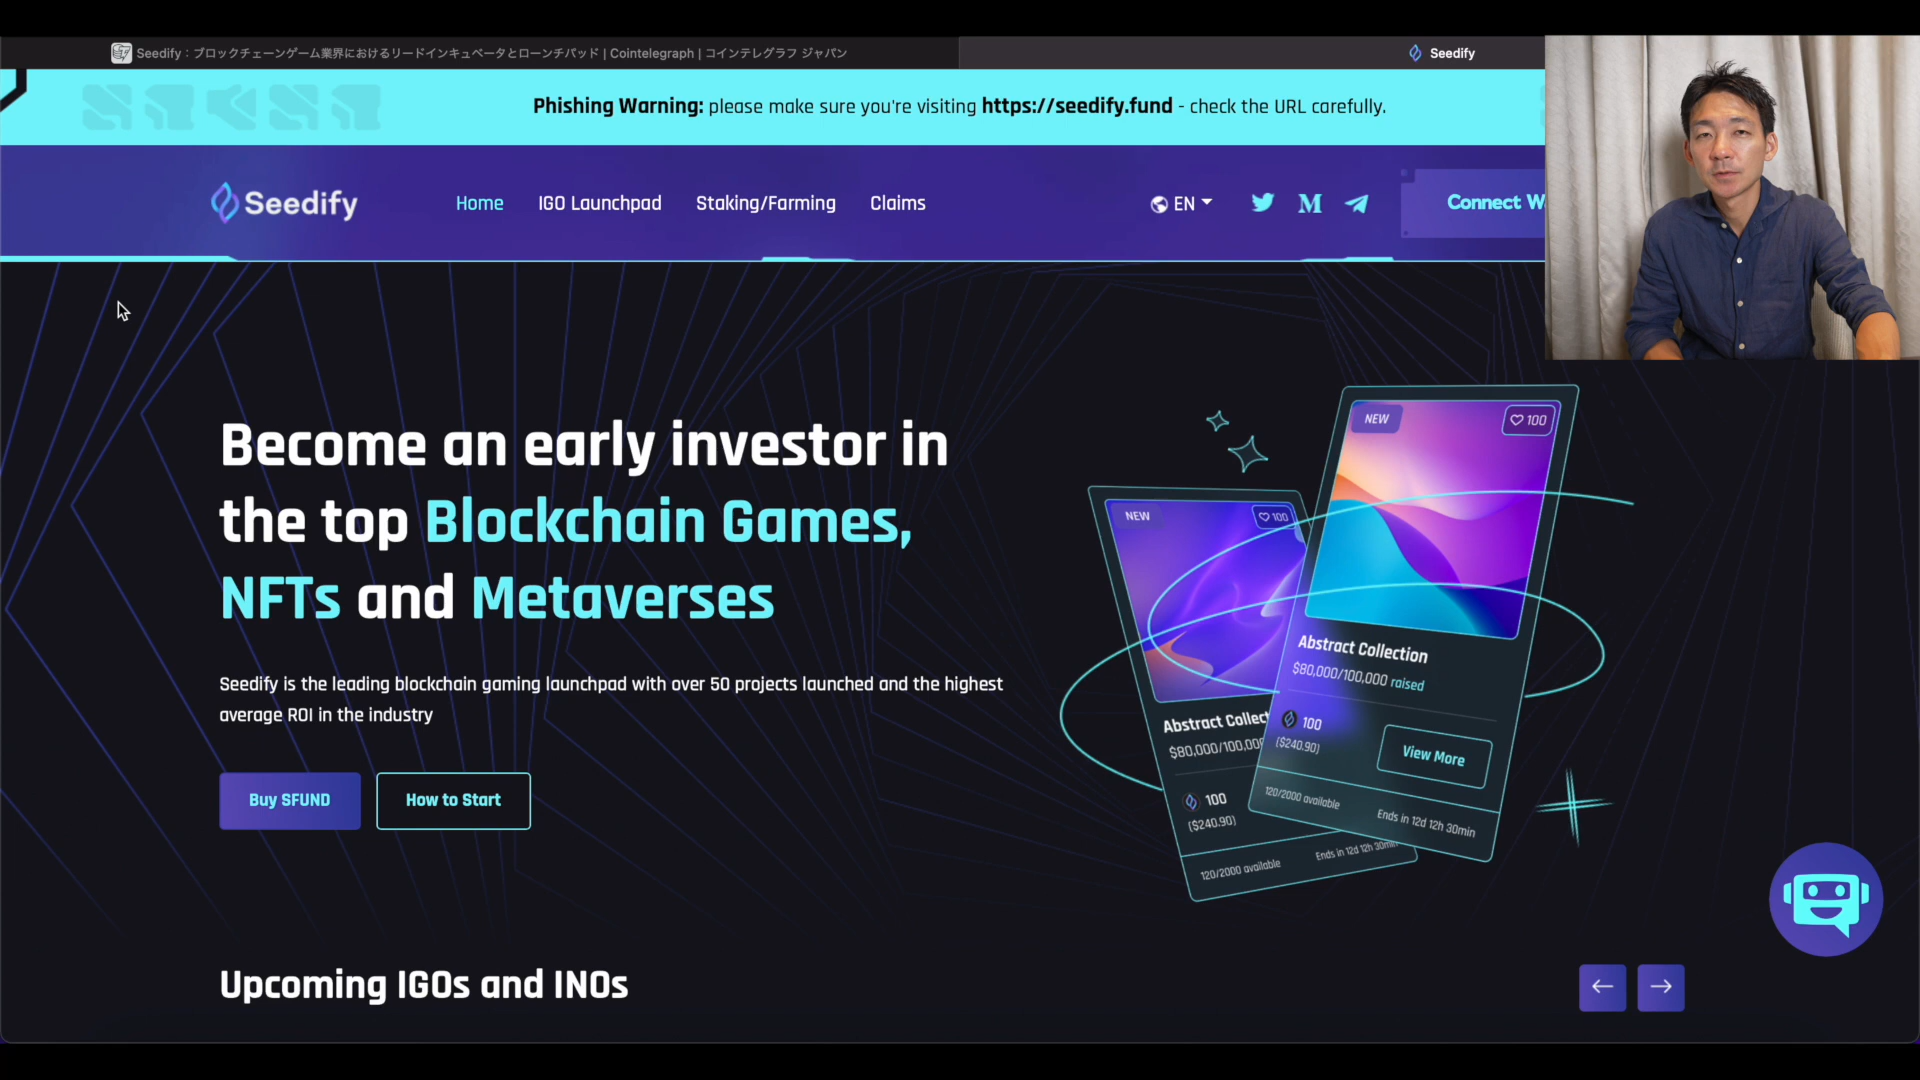 Seedify：ブロックチェーンゲーム業界におけるリードインキュベータとローンチパッド | Cointelegraph | コインテレグラフ ジャパン
Seedify
Phishing Warning: please make sure you're visiting https://seedify.fund - check the URL carefully.
Seedify
Home
IGO Launchpad
Staking/Farming
Claims
EN
Connect W
Become an early investor in
the top Blockchain Games,
NFTs and Metaverses
Seedify is the leading blockchain gaming launchpad with over 50 projects launched and the highest
average ROI in the industry
Buy SFUND
How to Start
NEW
100
Abstract Collect
$80,000/100,000
100
($240.90)
120/2000 available
Ends in 12d 12h 30min
NEW
100
Abstract Collection
$80,000/100,000 raised
100
($240.90)
View More
120/2000 available
Ends in 12d 12h 30min
Upcoming IGOs and INOs